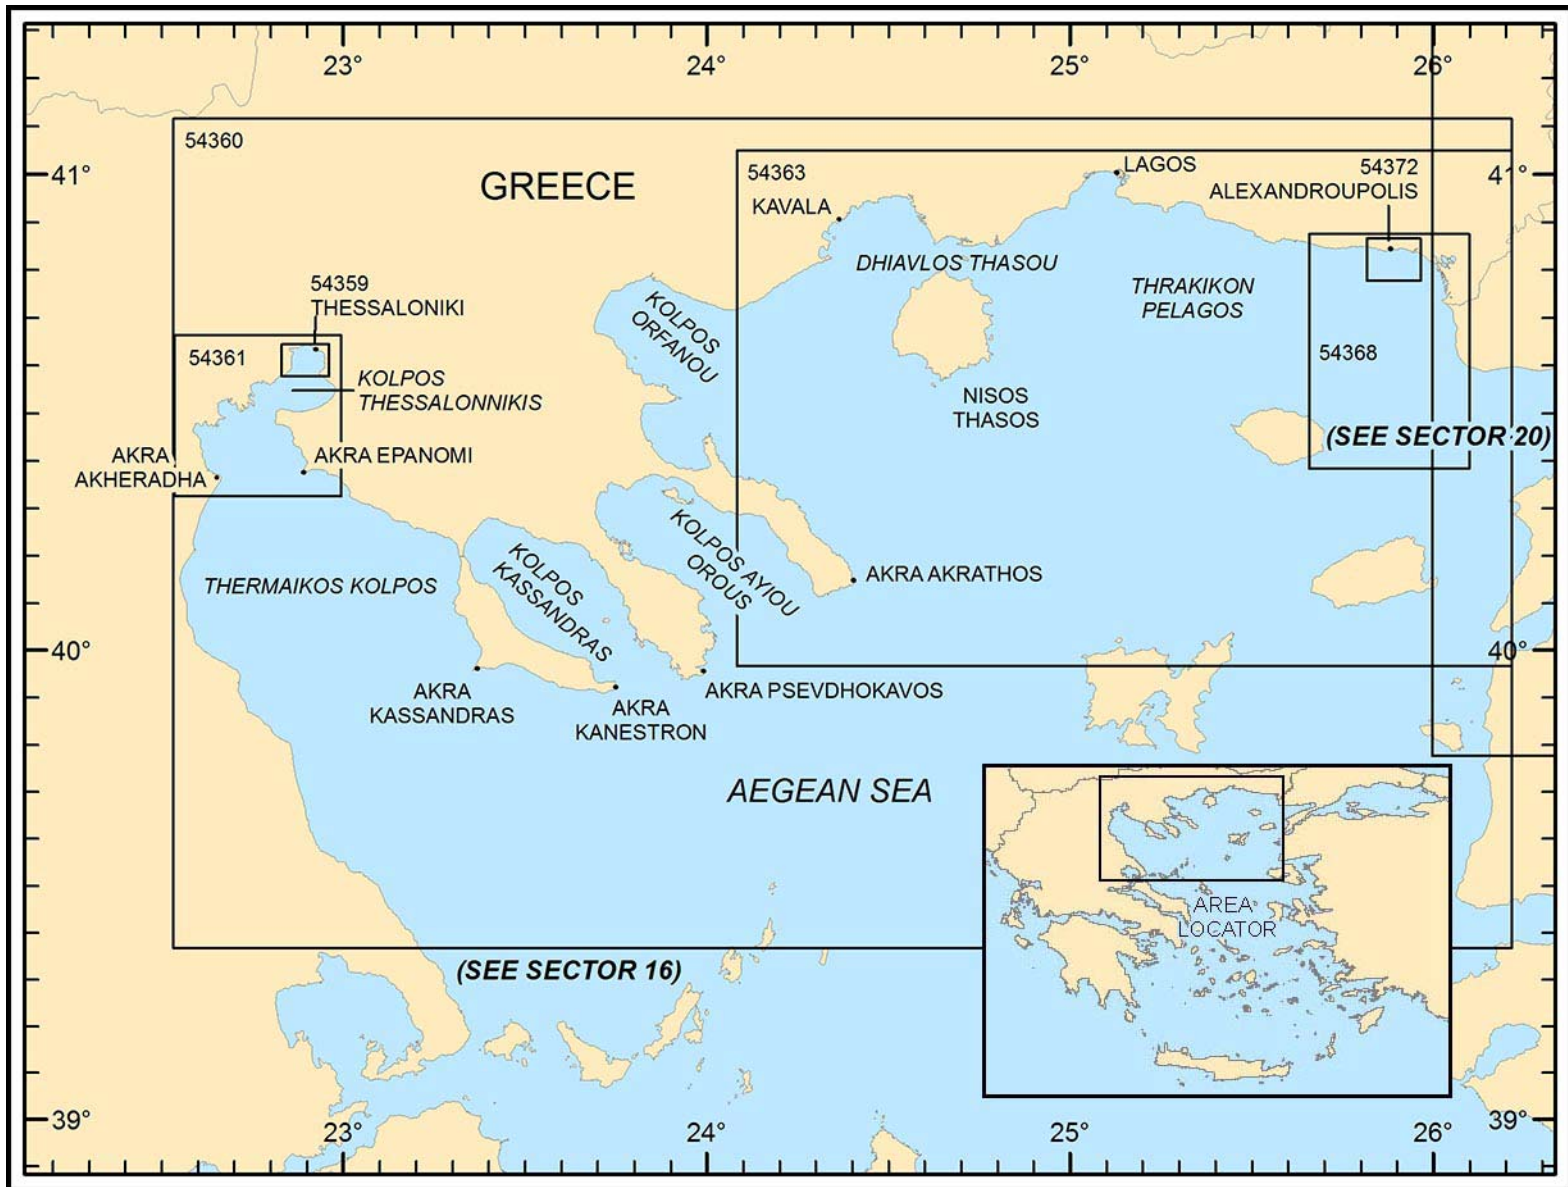 23°
24°
25°
26°
54360
41°
GREECE
54363
KAVALA
LAGOS
54372
ALEXANDROUPOLIS
41°
DHIAVLOS THASOU
THRAKIKON
PELAGOS
54359
THESSALONIKI
KOLPOS
ORFANOU
54361
54368
KOLPOS
THESSALONNIKIS
NISOS
THASOS
(SEE SECTOR 20)
AKRA
AKHERADHA
AKRA EPANOMI
KOLPOS AYIOU
OROUS
KOLPOS
KASSANDRAS
THERMAIKOS KOLPOS
AKRA AKRATHOS
40°
40°
AKRA
KASSANDRAS
AKRA
KANESTRON
AKRA PSEVDHOKAVOS
AEGEAN SEA
AREA
LOCATOR
(SEE SECTOR 16)
39°
23°
24°
25°
26°
39°